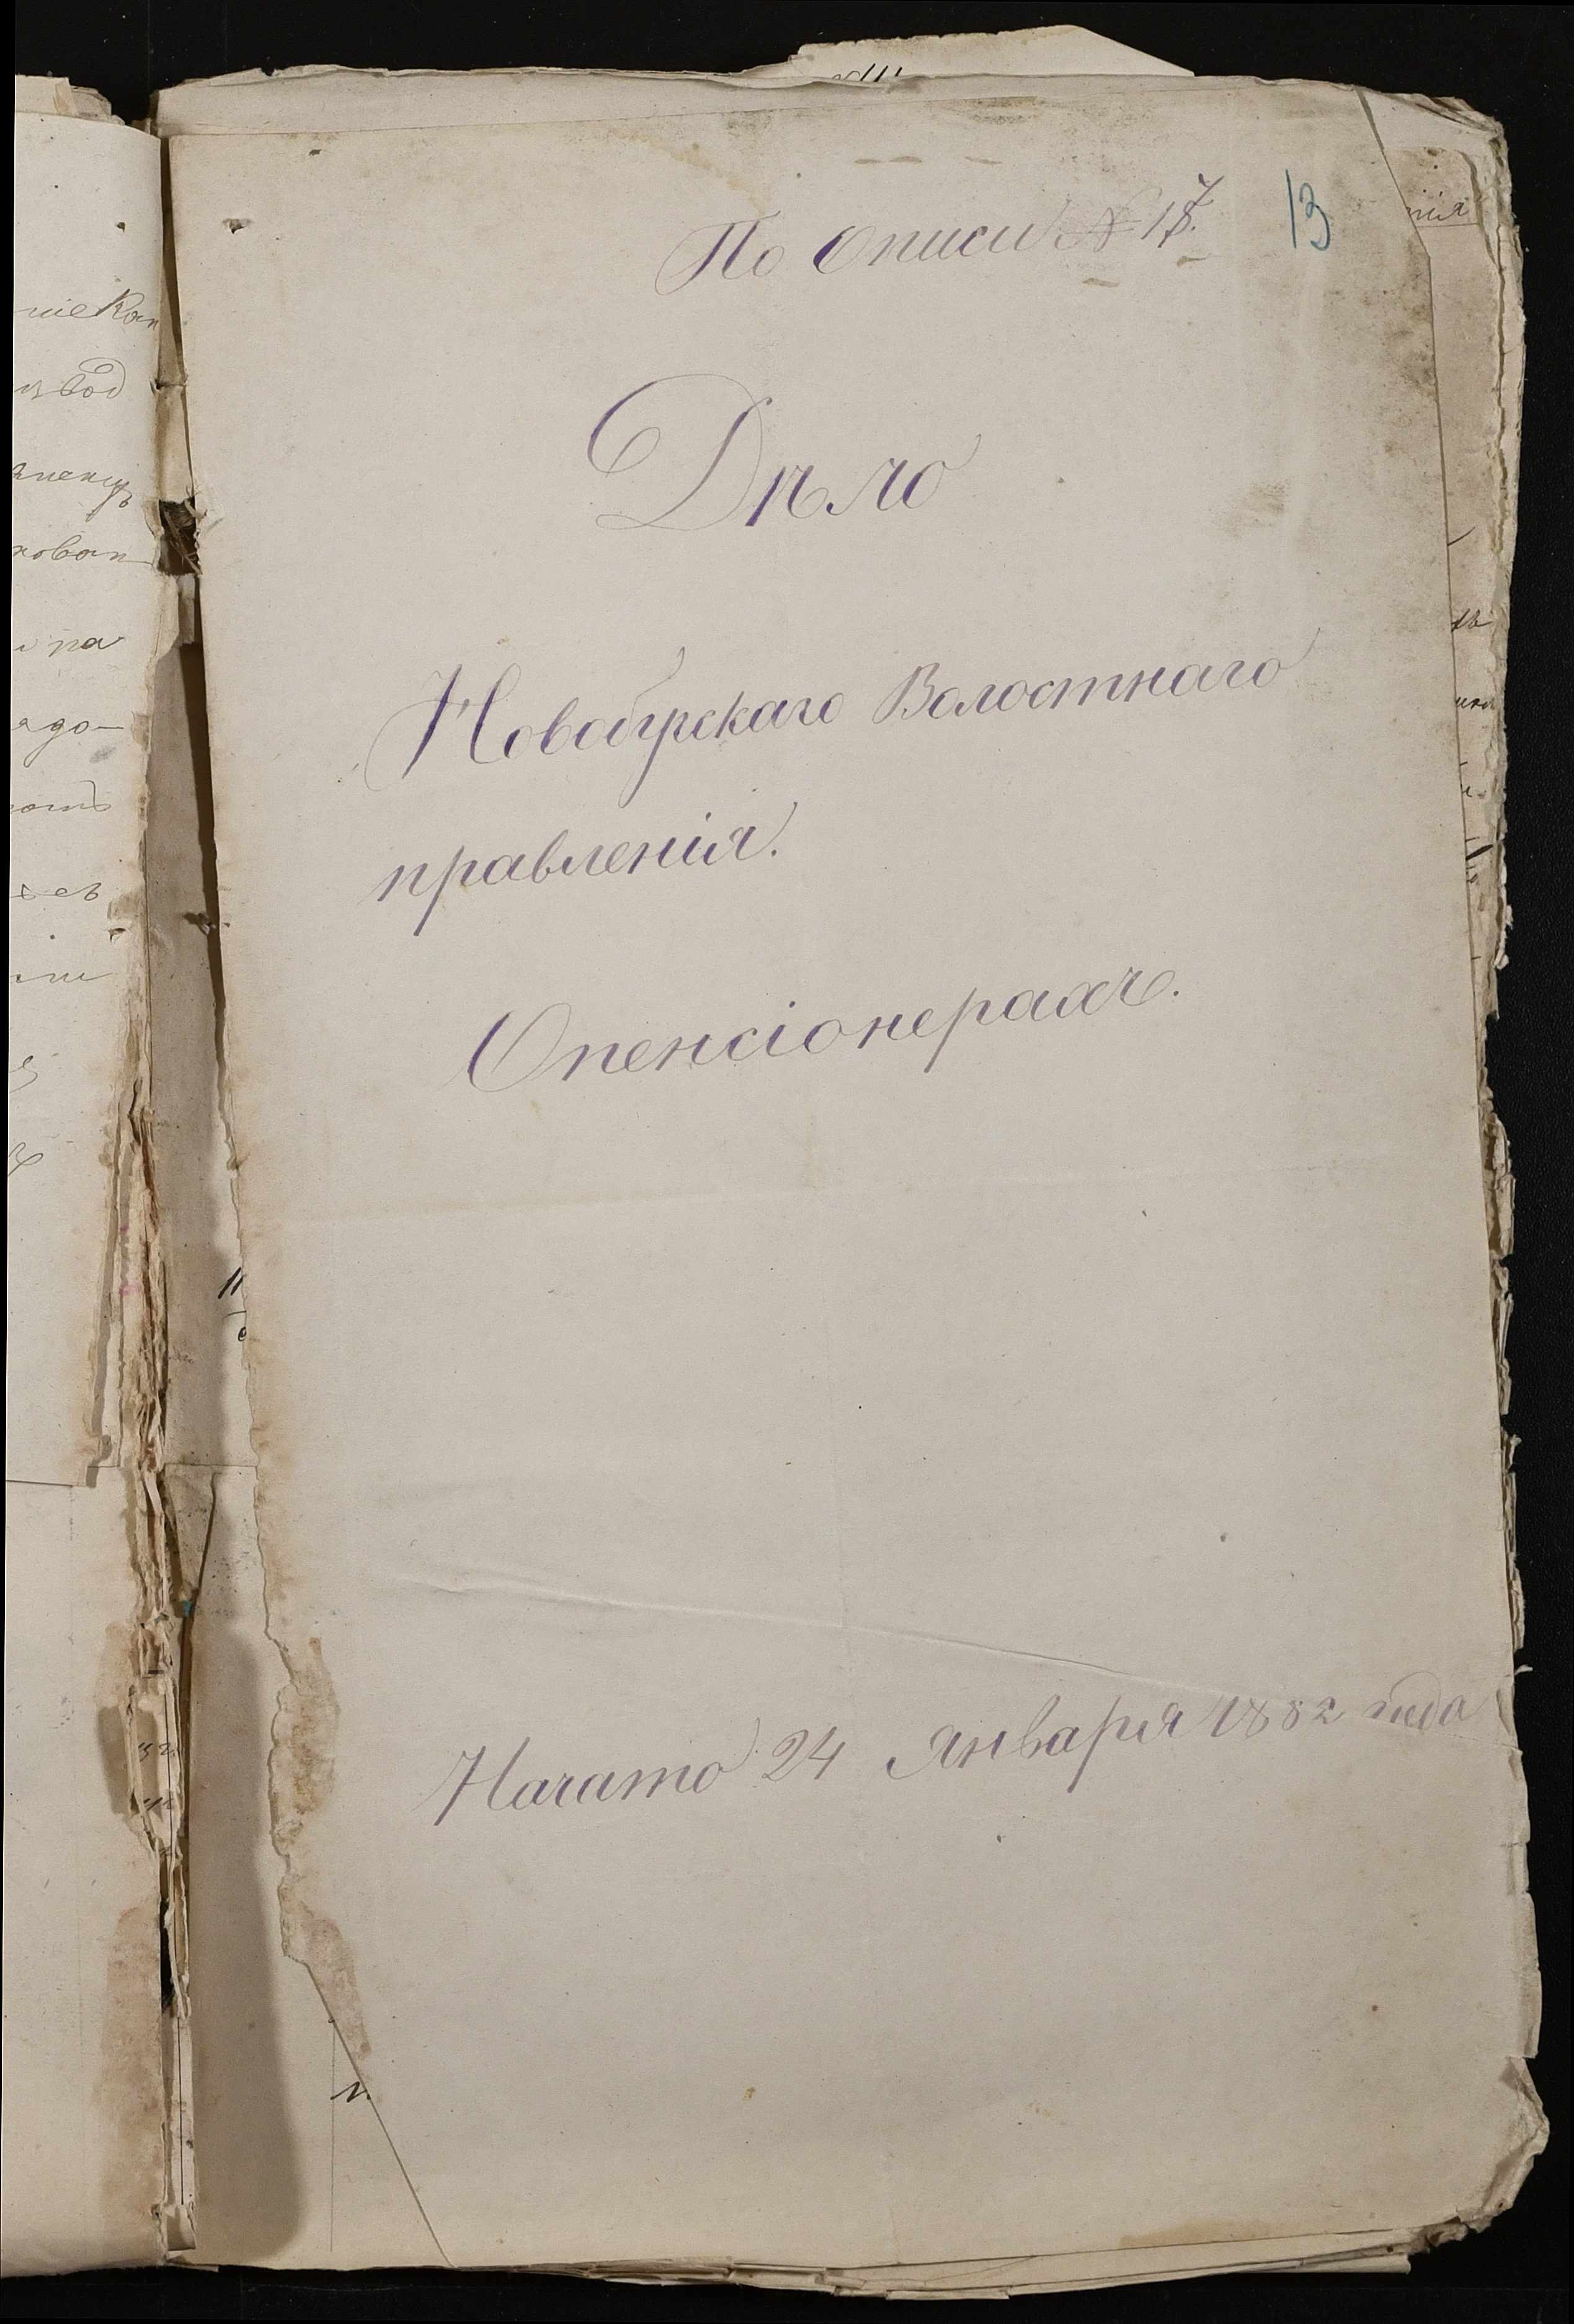 По Описи № 17.
13
Дѣло
Новобугскаго Волостнаго
правленія.
О пенсіонерахъ.
Начато 24 января 1882 года